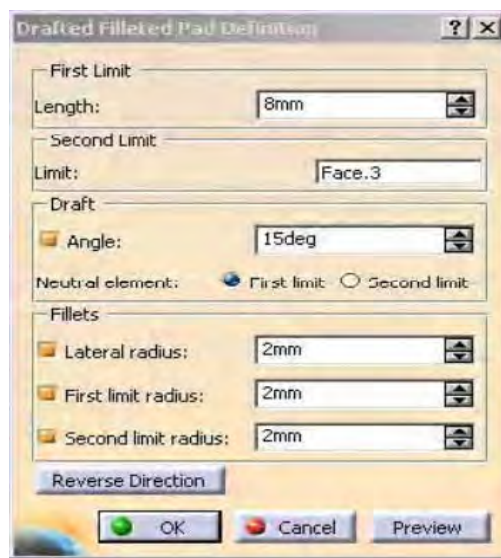 Drafted Filleted Pad Definition
? X
First Limit
Length: 8mm
Second Limit
Limit: Face.3
Draft
Angle: 15deg
Neutral element: First limit Second limit
Fillets
Lateral radius: 2mm
First limit radius: 2mm
Second limit radius: 2mm
Reverse Direction
OK Cancel Preview